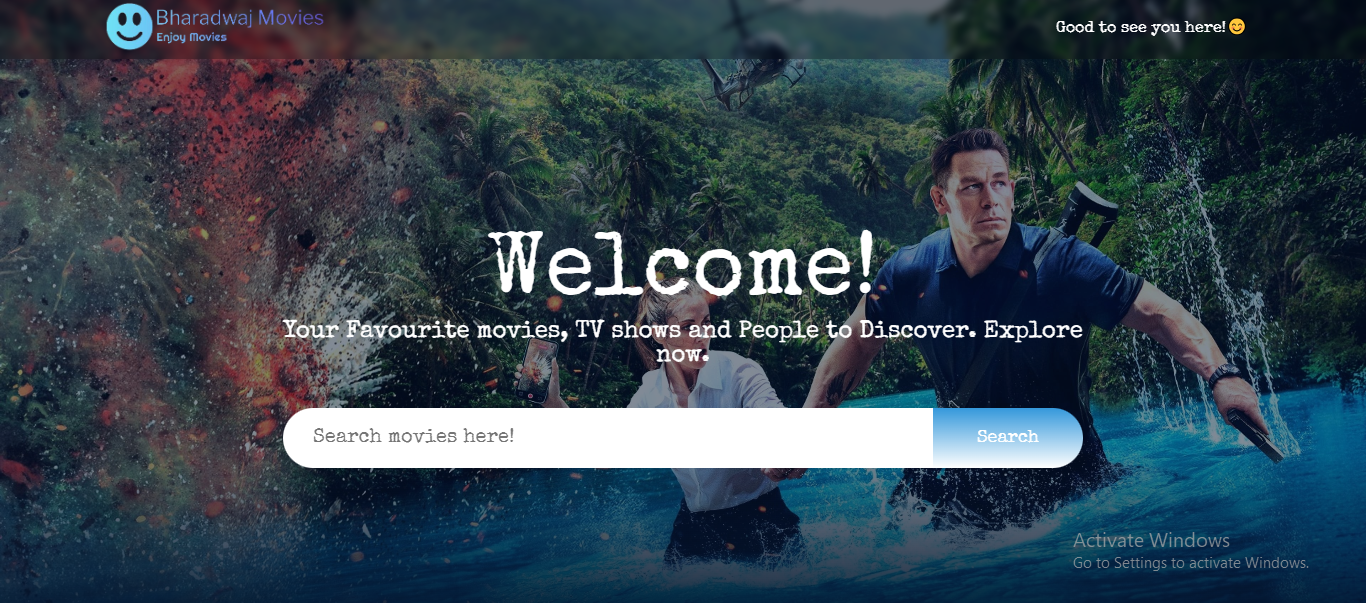 Bharadwaj Movies
Enjoy Movies
Good to see you here!😊
Welcome!
Your Favourite movies, TV shows and People to Discover. Explore
now.
Search movies here!
Search
Activate Windows
Go to Settings to activate Windows.